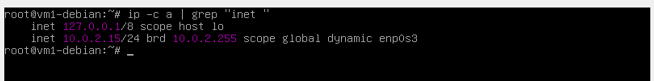 root@vm1-debian:~# ip -c a | grep "inet "
    inet 127.0.0.1/8 scope host lo
    inet 10.0.2.15/24 brd 10.0.2.255 scope global dynamic enp0s3
root@vm1-debian:~# _